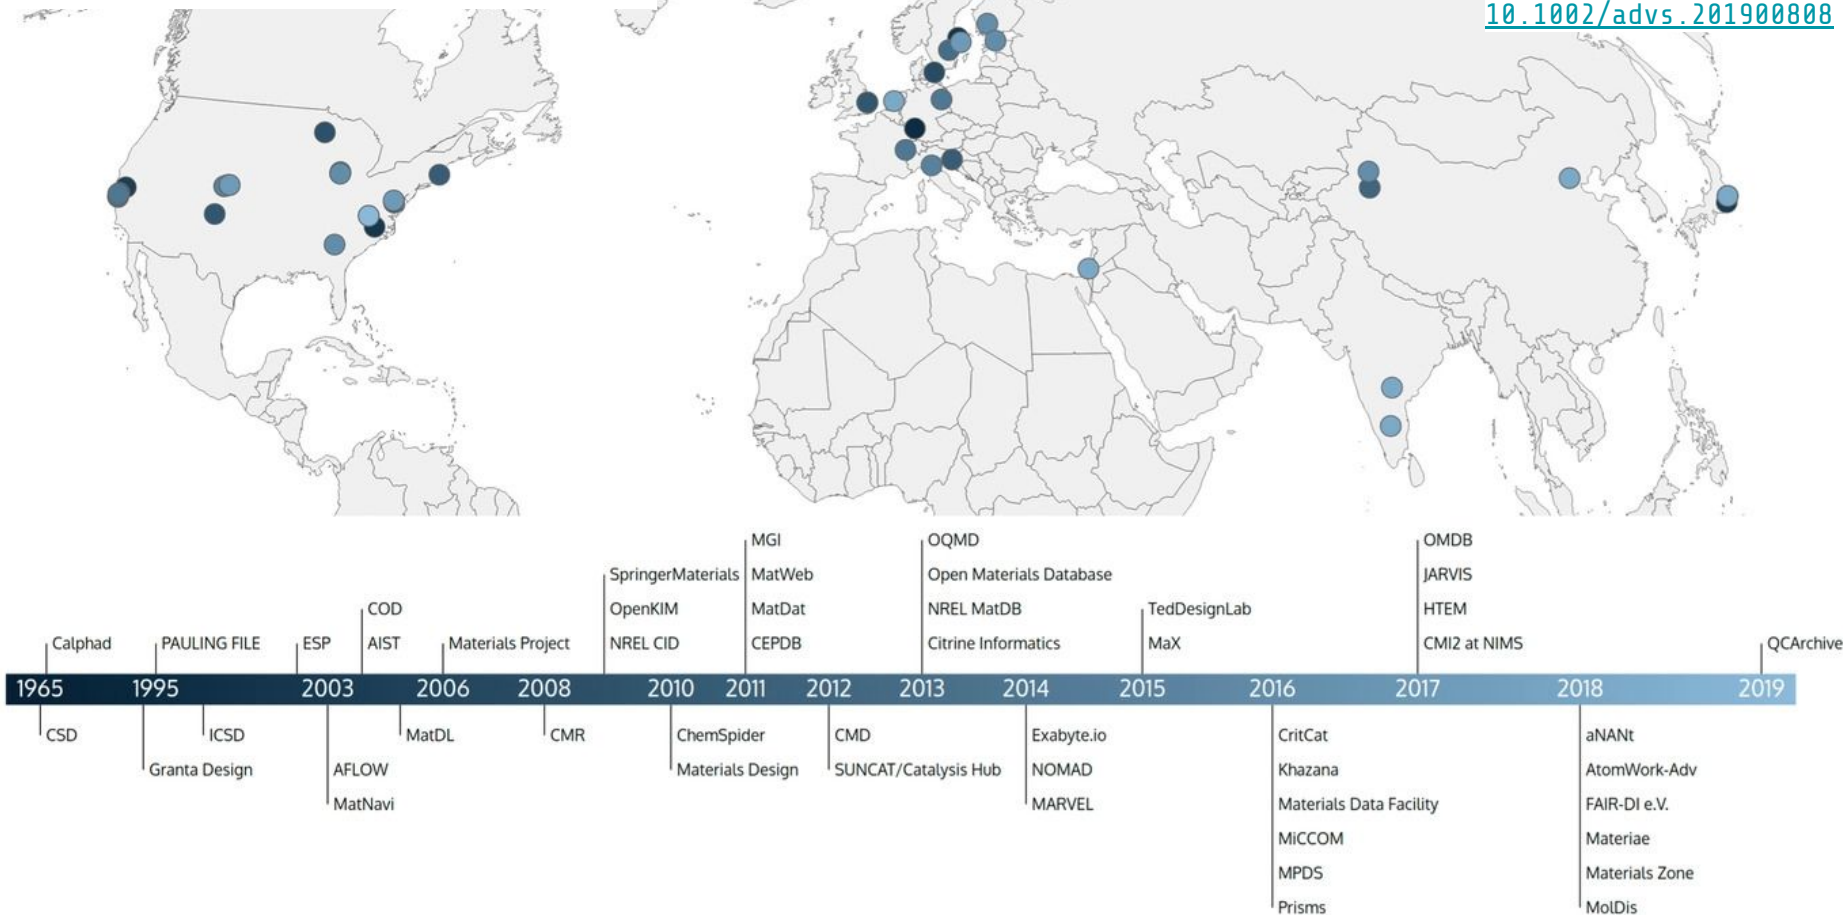 10.1002/advs.201900808
MGI
OQMD
OMDB
SpringerMaterials
MatWeb
Open Materials Database
JARVIS
COD
OpenKIM
MatDat
NREL MatDB
TedDesignLab
HTEM
Calphad
PAULING FILE
ESP
AIST
Materials Project
NREL CID
CEPDB
Citrine Informatics
MaX
CMI2 at NIMS
QCArchive
1965 1995 2003 2006 2008 2010 2011 2012 2013 2014 2015 2016 2017 2018 2019
CSD
ICSD
MatDL
CMR
ChemSpider
CMD
Exabyte.io
CritCat
aNANt
Granta Design
AFLOW
Materials Design
SUNCAT/Catalysis Hub
NOMAD
Khazana
AtomWork-Adv
MatNavi
MARVEL
Materials Data Facility
FAIR-DI e.V.
MiCCOM
Materiae
MPDS
Materials Zone
Prisms
MolDis